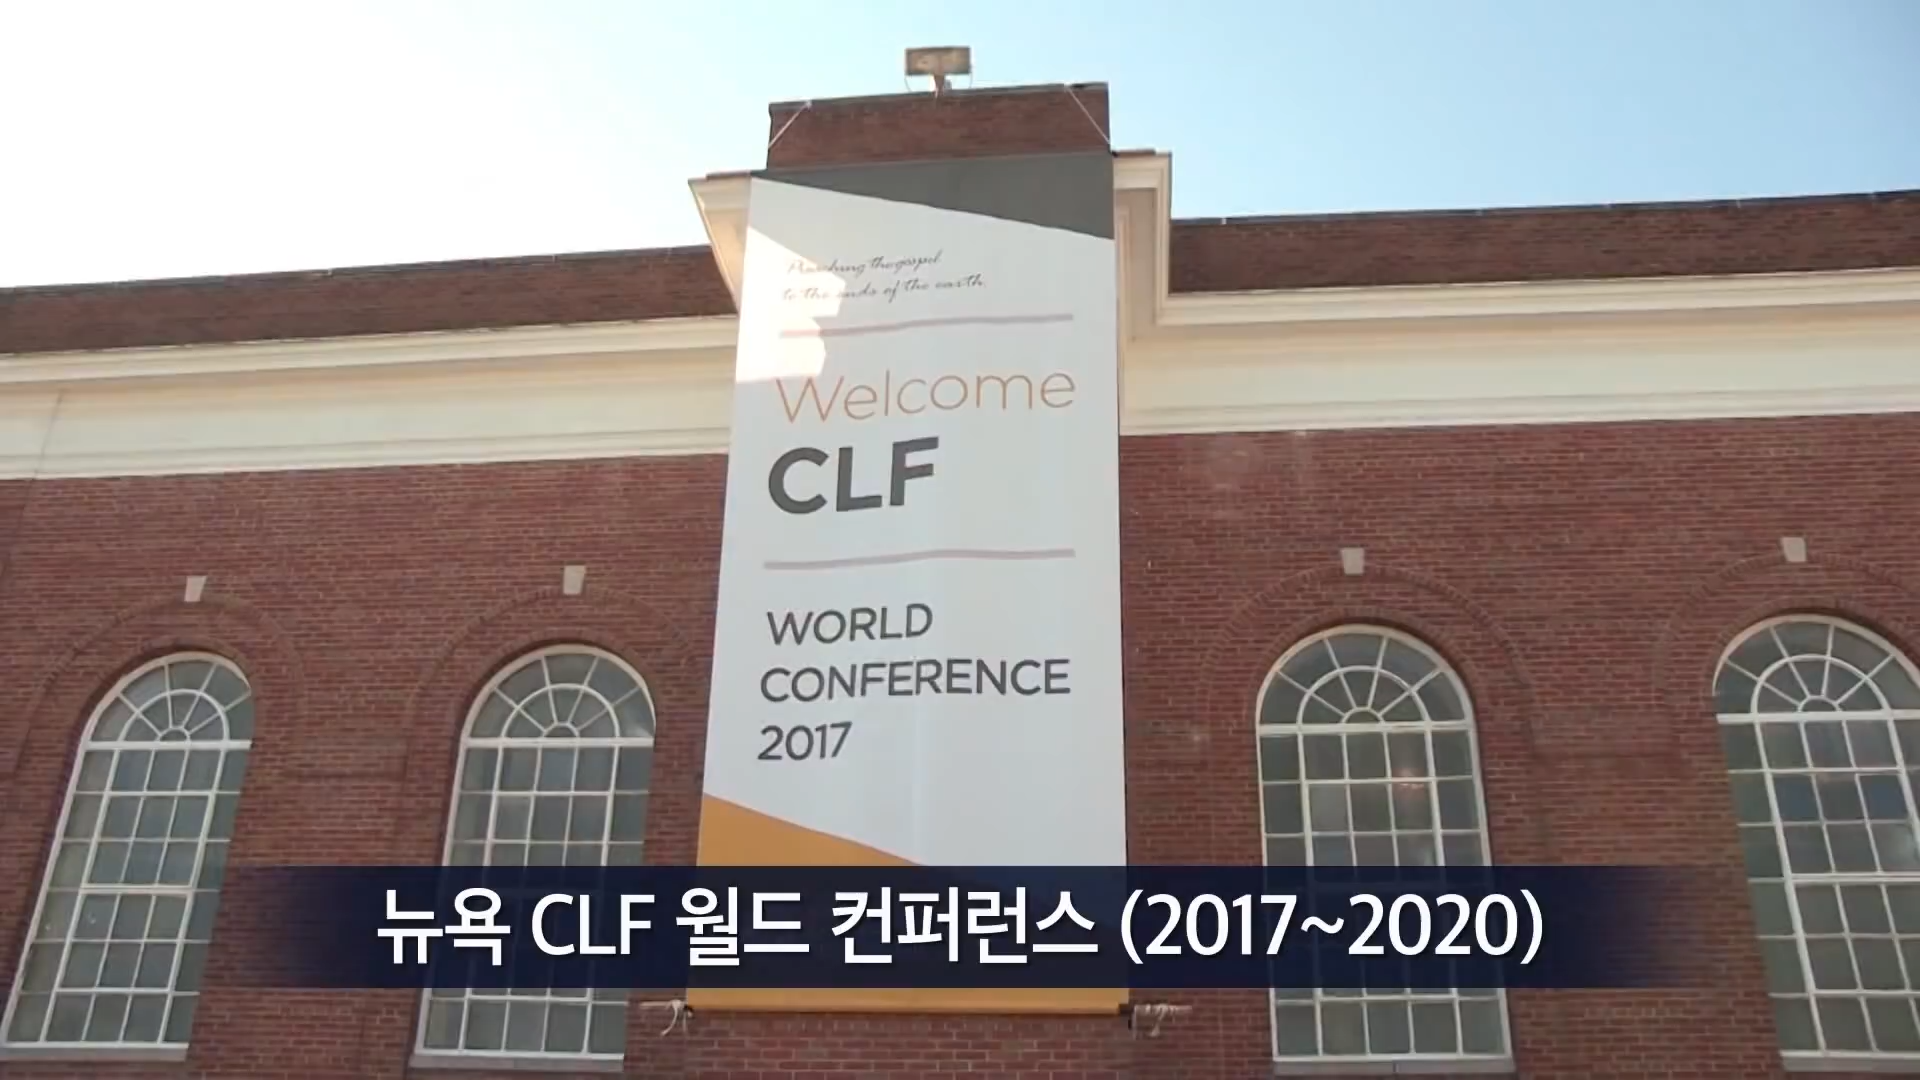 Preaching the gospel
to the ends of the earth.
Welcome
CLF
WORLD
CONFERENCE
2017
뉴욕 CLF 월드 컨퍼런스 (2017~2020)